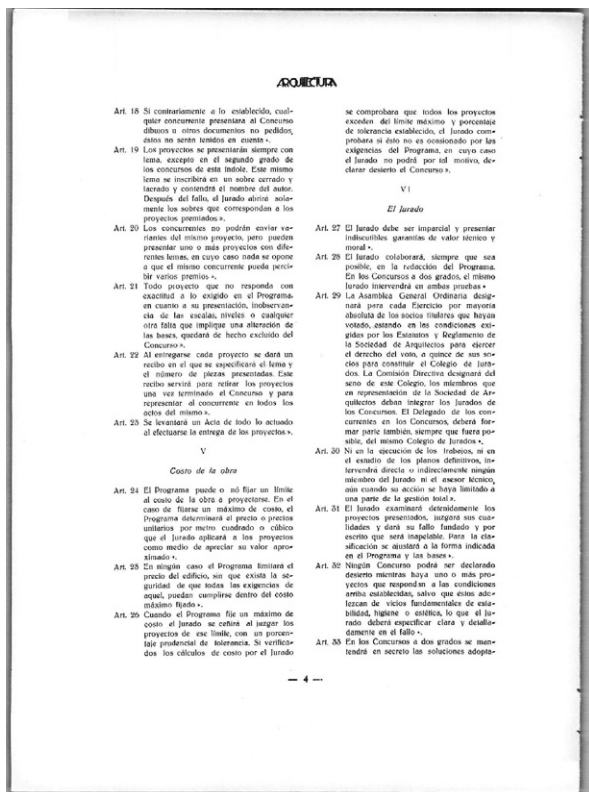 ARQUITECTURA
Art. 18 Si contrariamente a lo establecido, cual-
quier concurrente presentara al Concurso
dibujos u otros documentos no pedidos,
éstos no serán tenidos en cuenta ».
Art. 19 Los proyectos se presentarán siempre con
lema, excepto en el segundo grado de
los concursos de esta índole. Este mismo
lema se inscribirá en un sobre cerrado y
lacrado y contendrá el nombre del autor.
Después del fallo, el Jurado abrirá sola-
mente los sobres que correspondan a los
proyectos premiados ».
Art. 20 Los concurrentes no podrán enviar va-
riantes del mismo proyecto, pero pueden
presentar uno o más proyectos con dife-
rentes lemas, en cuyo caso nada se opone
a que el mismo concurrente pueda perci-
bir varios premios ».
Art. 21 Todo proyecto que no responda con
exactitud a lo exigido en el Programa,
en cuanto a su presentación, inobservan-
cia de las escalas, niveles o cualquier
otra falta que implique una alteración de
las bases, quedará de hecho excluído del
Concurso ».
Art. 22 Al entregarse cada proyecto se dará un
recibo en el que se especificará el lema y
el número de piezas presentadas. Este
recibo servirá para retirar los proyectos
una vez terminado el Concurso y para
representar al concurrente en todos los
actos del mismo ».
Art. 23 Se levantará un Acta de todo lo actuado
al efectuarse la entrega de los proyectos ».
V
Costo de la obra
Art. 24 El Programa puede o nó fijar un límite
al costo de la obra a proyectarse. En el
caso de fijarse un máximo de costo, el
Programa determinará el precio o precios
unitarios por metro cuadrado o cúbico
que el Jurado aplicará a los proyectos
como medio de apreciar su valor apro-
ximado ».
Art. 25 En ningún caso el Programa limitará el
precio del edificio, sin que exista la se-
guridad de que todas las exigencias de
aquel, puedan cumplirse dentro del costo
máximo fijado ».
Art. 26 Cuando el Programa fije un máximo de
costo el Jurado se ceñirá al juzgar los
proyectos de ese límite, con un porcen-
taje prudencial de tolerancia. Si verifica-
dos los cálculos de costo por el Jurado
se comprobara que todos los proyectos
exceden del límite máximo y porcentaje
de tolerancia establecido, el Jurado com-
probara si ésto no es ocasionado por las
exigencias del Programa, en cuyo caso
el Jurado no podrá por tal motivo, de-
clarar desierto el Concurso ».
VI
El Jurado
Art. 27 El Jurado debe ser imparcial y presentar
indiscutibles garantías de valor técnico y
moral ».
Art. 28 El Jurado colaborará, siempre que sea
posible, en la redacción del Programa.
En los Concursos a dos grados, el mismo
Jurado intervendrá en ambas pruebas »
Art. 29 La Asamblea General Ordinaria desig-
nará para cada Ejercicio por mayoría
absoluta de los socios titulares que hayan
votado, estando en las condiciones exi-
gidas por los Estatutos y Reglamento de
la Sociedad de Arquitectos para ejercer
el derecho del voto, a quince de sus so-
cios para constituir el Colegio de Jura-
dos. La Comisión Directiva designará del
seno de este Colegio, los miembros que
en representación de la Sociedad de Ar-
quitectos deban integrar los Jurados de
los Concursos. El Delegado de los con-
currentes en los Concursos, deberá for-
mar parte también, siempre que fuera po-
sible, del mismo Colegio de Jurados ».
Art. 30 Ni en la ejecución de los trabajos, ni en
el estudio de los planos definitivos, in-
tervendrá directa o indirectamente ningún
miembro del Jurado ni el asesor técnico,
aún cuando su acción se haya limitado a
una parte de la gestión total ».
Art. 31 El Jurado examinará detenidamente los
proyectos presentados, juzgará sus cua-
lidades y dará su fallo fundado y por
escrito que será inapelable. Para la cla-
sificación se ajustará a la forma indicada
en el Programa y las bases ».
Art. 32 Ningún Concurso podrá ser declarado
desierto mientras haya uno o más pro-
yectos que respondan a las condiciones
arriba establecidas, salvo que éstos ado-
lezcan de vicios fundamentales de esta-
bilidad, higiene o estética, lo que el Ju-
rado deberá especificar clara y detalla-
damente en el fallo ».
Art. 33 En los Concursos a dos grados se man-
tendrá en secreto las soluciones adopta-
— 4 —